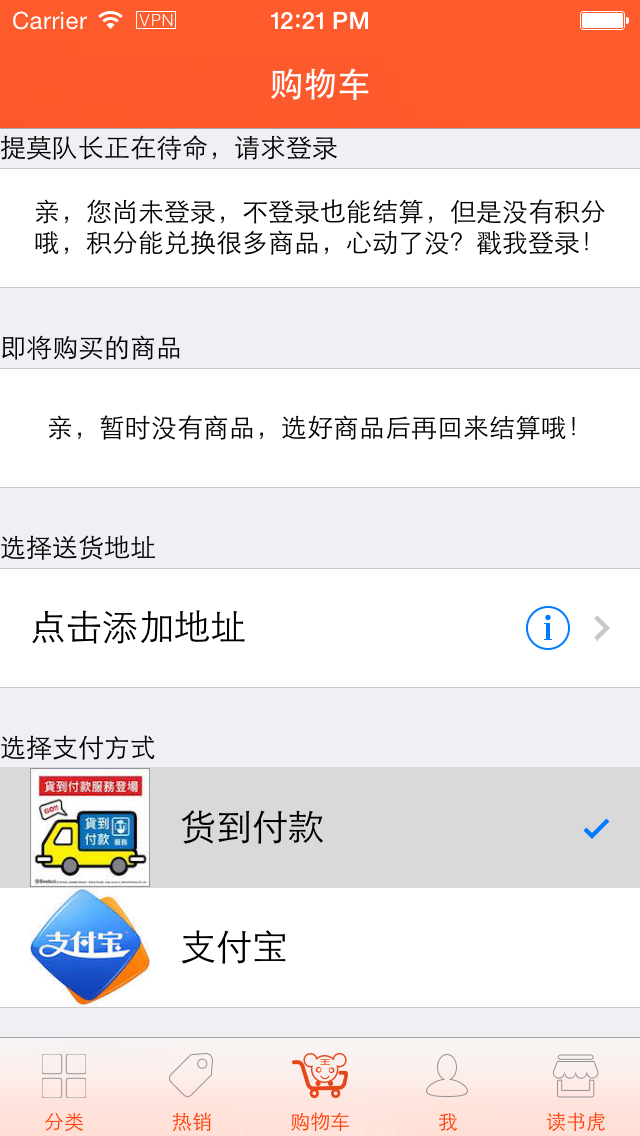 Carrier VPN 12:21 PM
购物车
提莫队长正在待命，请求登录
亲，您尚未登录，不登录也能结算，但是没有积分
哦，积分能兑换很多商品，心动了没？戳我登录！
即将购买的商品
亲，暂时没有商品，选好商品后再回来结算哦！
选择送货地址
点击添加地址
选择支付方式
貨到付款服務登場
GO!!
貨到
付款 服務
货到付款
支付宝
支付宝
分类 热销 购物车 我 读书虎